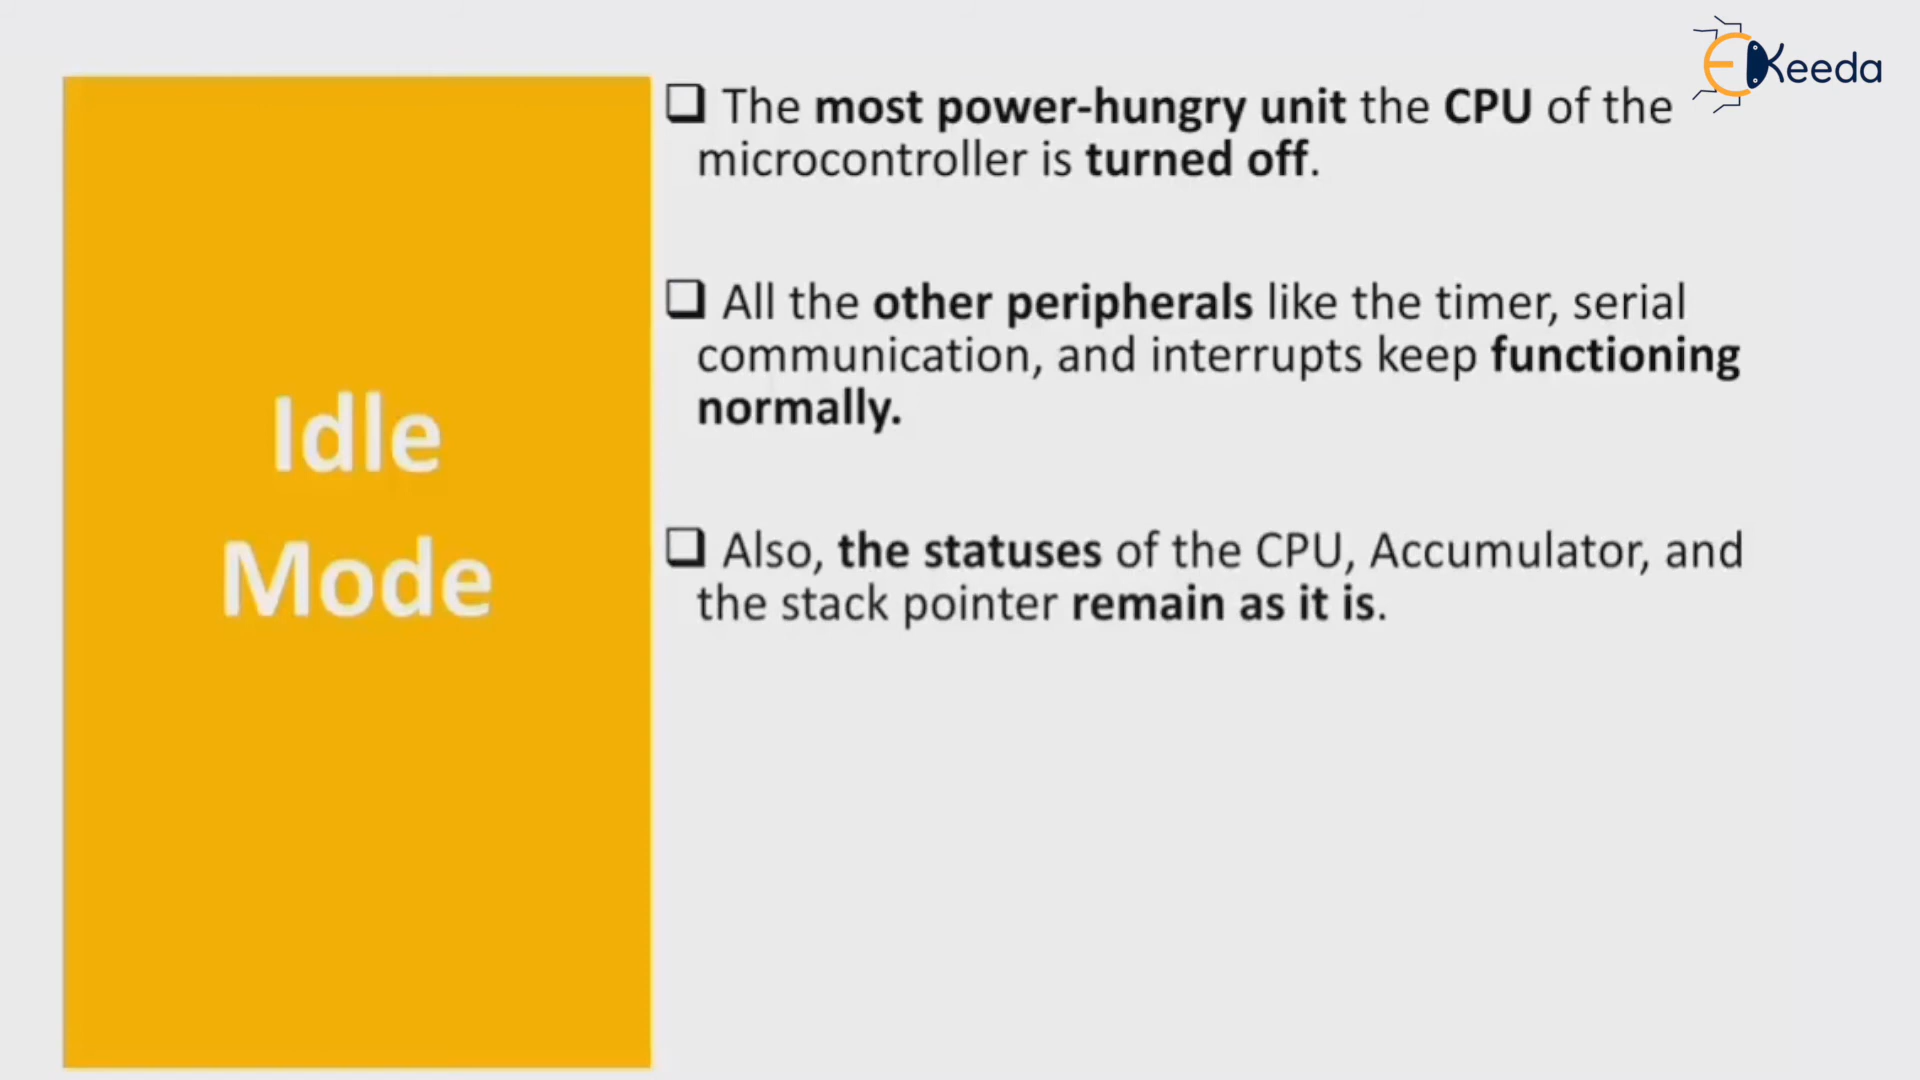 EKeeda
The most power-hungry unit the CPU of the
microcontroller is turned off.
All the other peripherals like the timer, serial
communication, and interrupts keep functioning
normally.
Idle
Mode
Also, the statuses of the CPU, Accumulator, and
the stack pointer remain as it is.